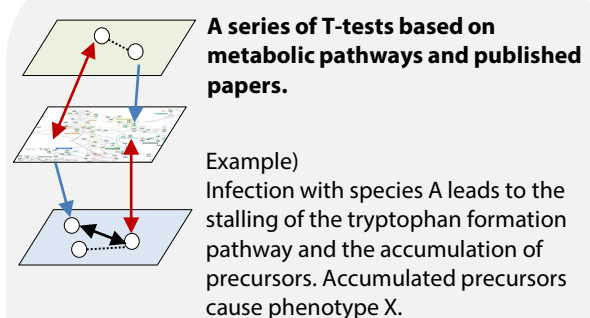 A series of T-tests based on
metabolic pathways and published
papers.
Example)
Infection with species A leads to the
stalling of the tryptophan formation
pathway and the accumulation of
precursors. Accumulated precursors
cause phenotype X.